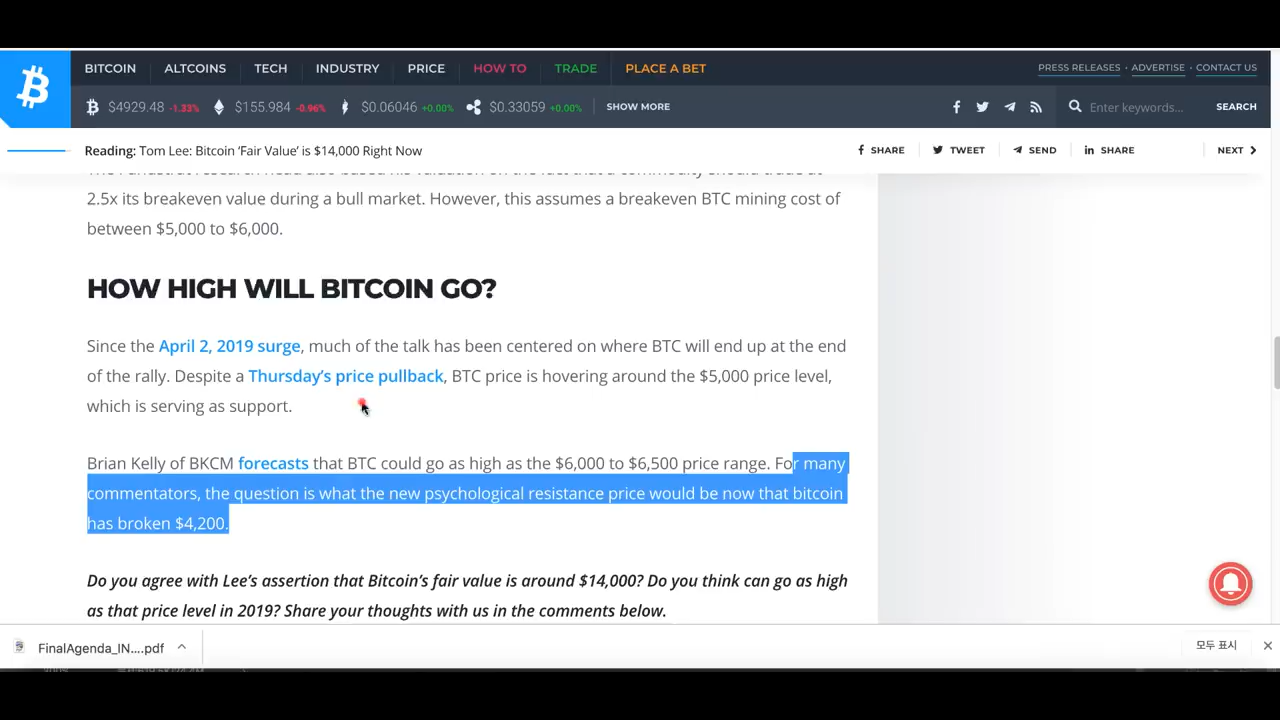 BITCOIN ALTCOINS TECH INDUSTRY PRICE HOW TO TRADE PLACE A BET PRESS RELEASES · ADVERTISE · CONTACT US
$4929.48 -1.33% $155.984 -0.96% $0.06046 +0.00% $0.33059 +0.00% SHOW MORE Enter keywords... SEARCH
Reading: Tom Lee: Bitcoin ‘Fair Value’ is $14,000 Right Now SHARE TWEET SEND SHARE NEXT
2.5x its breakeven value during a bull market. However, this assumes a breakeven BTC mining cost of
between $5,000 to $6,000.
HOW HIGH WILL BITCOIN GO?
Since the April 2, 2019 surge, much of the talk has been centered on where BTC will end up at the end
of the rally. Despite a Thursday’s price pullback, BTC price is hovering around the $5,000 price level,
which is serving as support.
Brian Kelly of BKCM forecasts that BTC could go as high as the $6,000 to $6,500 price range. For many
commentators, the question is what the new psychological resistance price would be now that bitcoin
has broken $4,200.
Do you agree with Lee’s assertion that Bitcoin’s fair value is around $14,000? Do you think can go as high
as that price level in 2019? Share your thoughts with us in the comments below.
FinalAgenda_IN....pdf 모두 표시